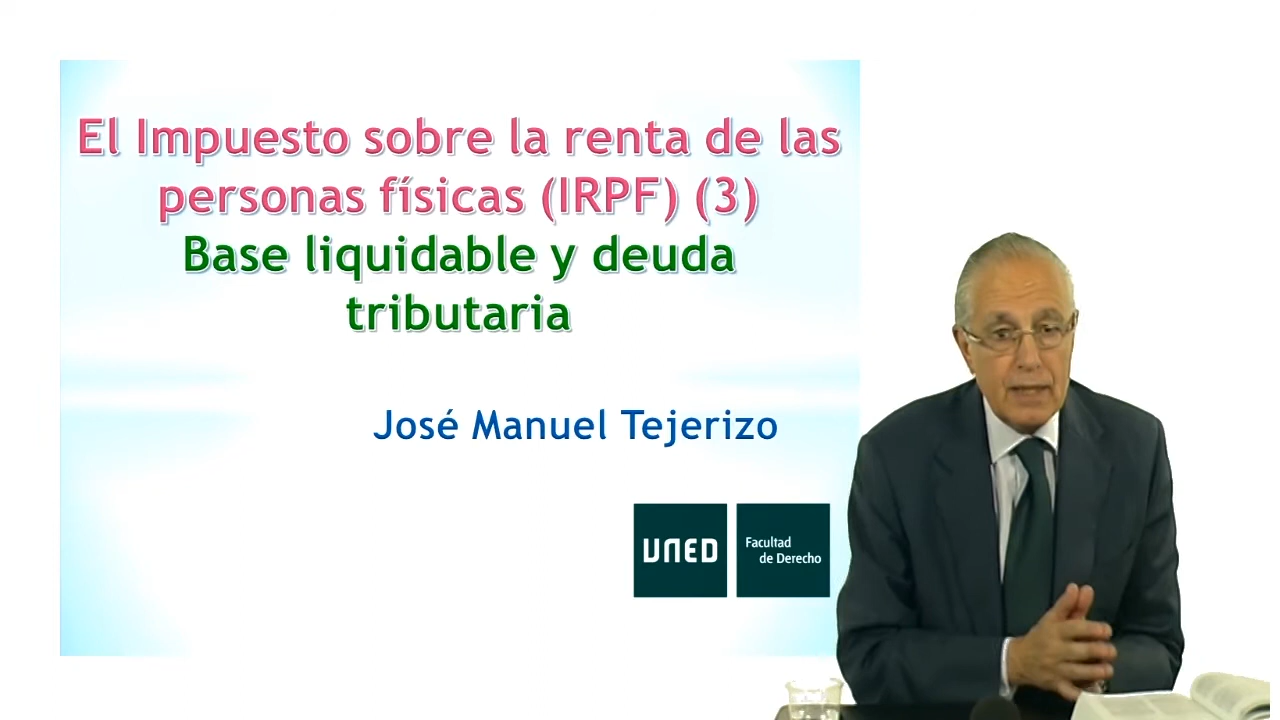 El Impuesto sobre la renta de las
personas físicas (IRPF) (3)
Base liquidable y deuda
tributaria
José Manuel Tejerizo
UNED
Facultad
de Derecho